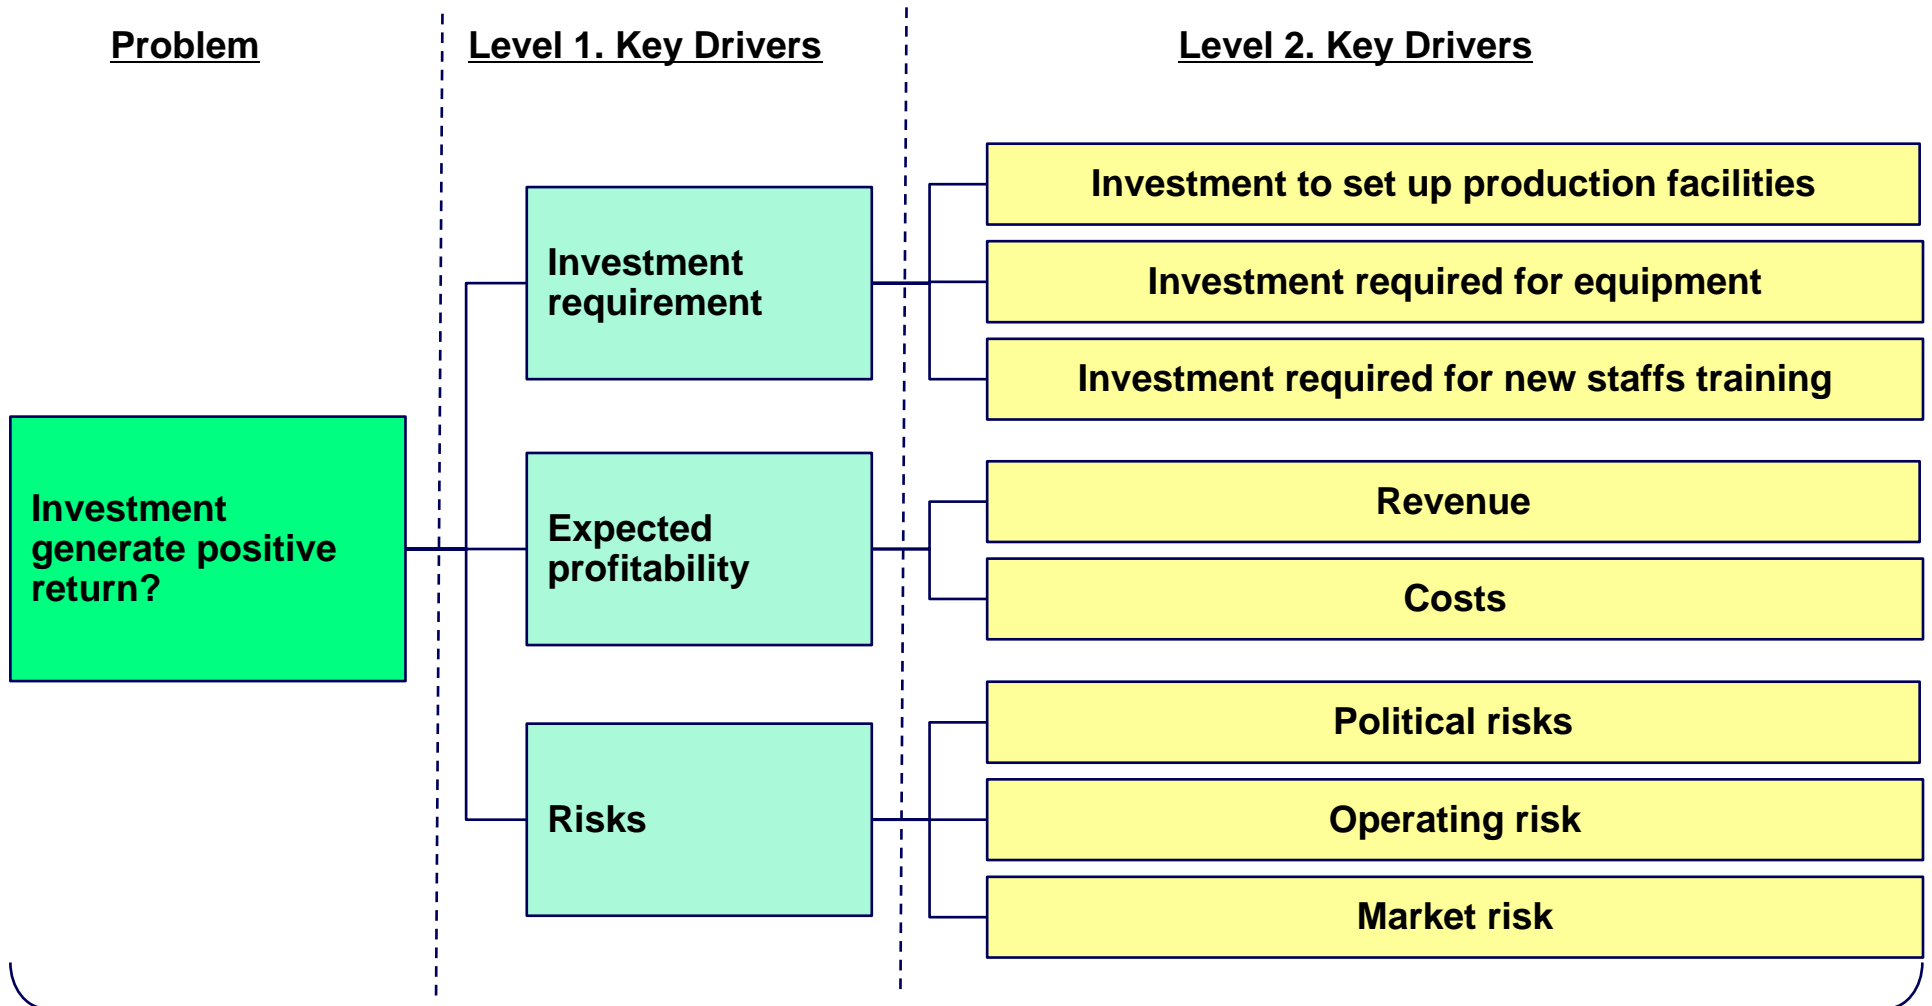 Problem
Level 1. Key Drivers
Level 2. Key Drivers
Investment
generate positive
return?
Investment
requirement
Expected
profitability
Risks
Investment to set up production facilities
Investment required for equipment
Investment required for new staffs training
Revenue
Costs
Political risks
Operating risk
Market risk